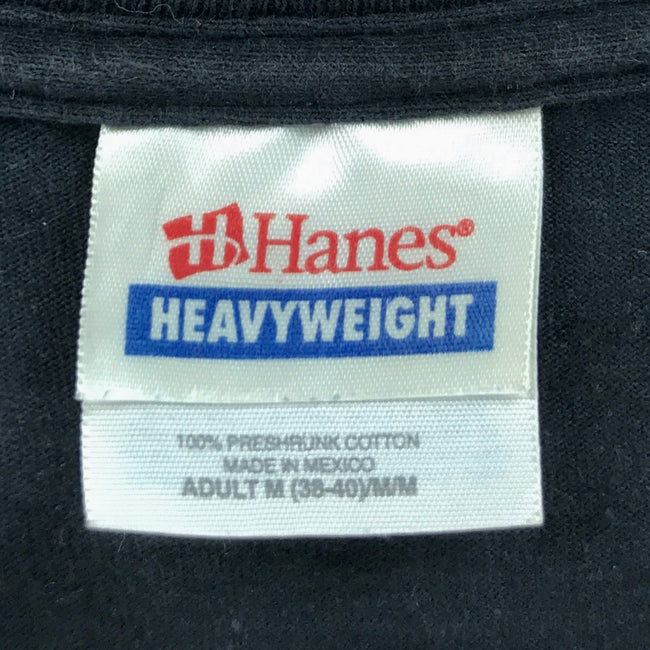 Hanes®
HEAVYWEIGHT
100% PRESHRUNK COTTON
MADE IN MEXICO
ADULT M (38-40)/M/M